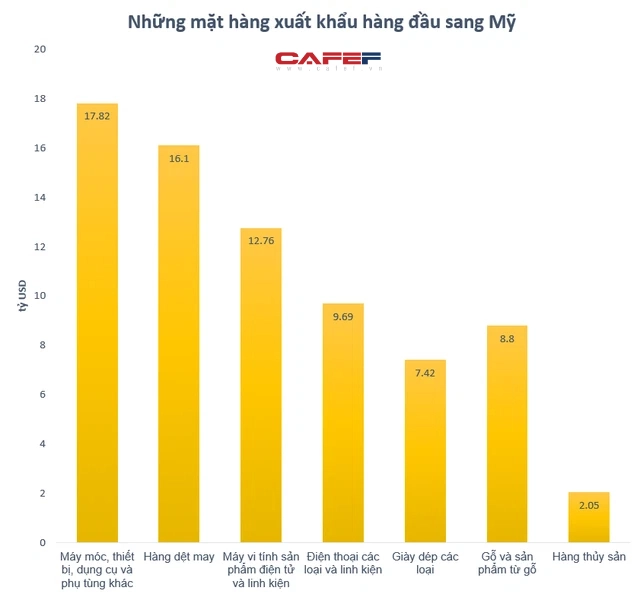 Những mặt hàng xuất khẩu hàng đầu sang Mỹ
CAFEF
www.cafef.vn
tỷ USD
20
18
16
14
12
10
8
6
4
2
0
17.82
16.1
12.76
9.69
7.42
8.8
2.05
Máy móc, thiết
bị, dụng cụ và
phụ tùng khác
Hàng dệt may
Máy vi tính sản
phẩm điện tử
và linh kiện
Điện thoại các
loại và linh kiện
Giày dép các
loại
Gỗ và sản
phẩm từ gỗ
Hàng thủy sản